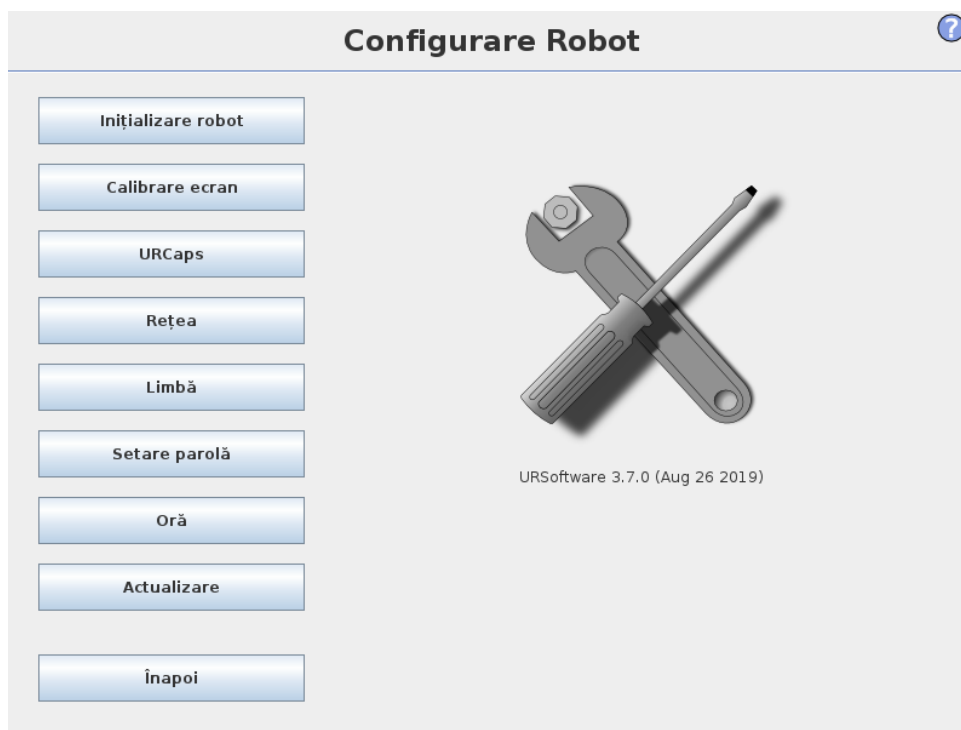 Configurare Robot
?
Inițializare robot
Calibrare ecran
URCaps
Rețea
Limbă
Setare parolă
Oră
Actualizare
Înapoi
URSoftware 3.7.0 (Aug 26 2019)